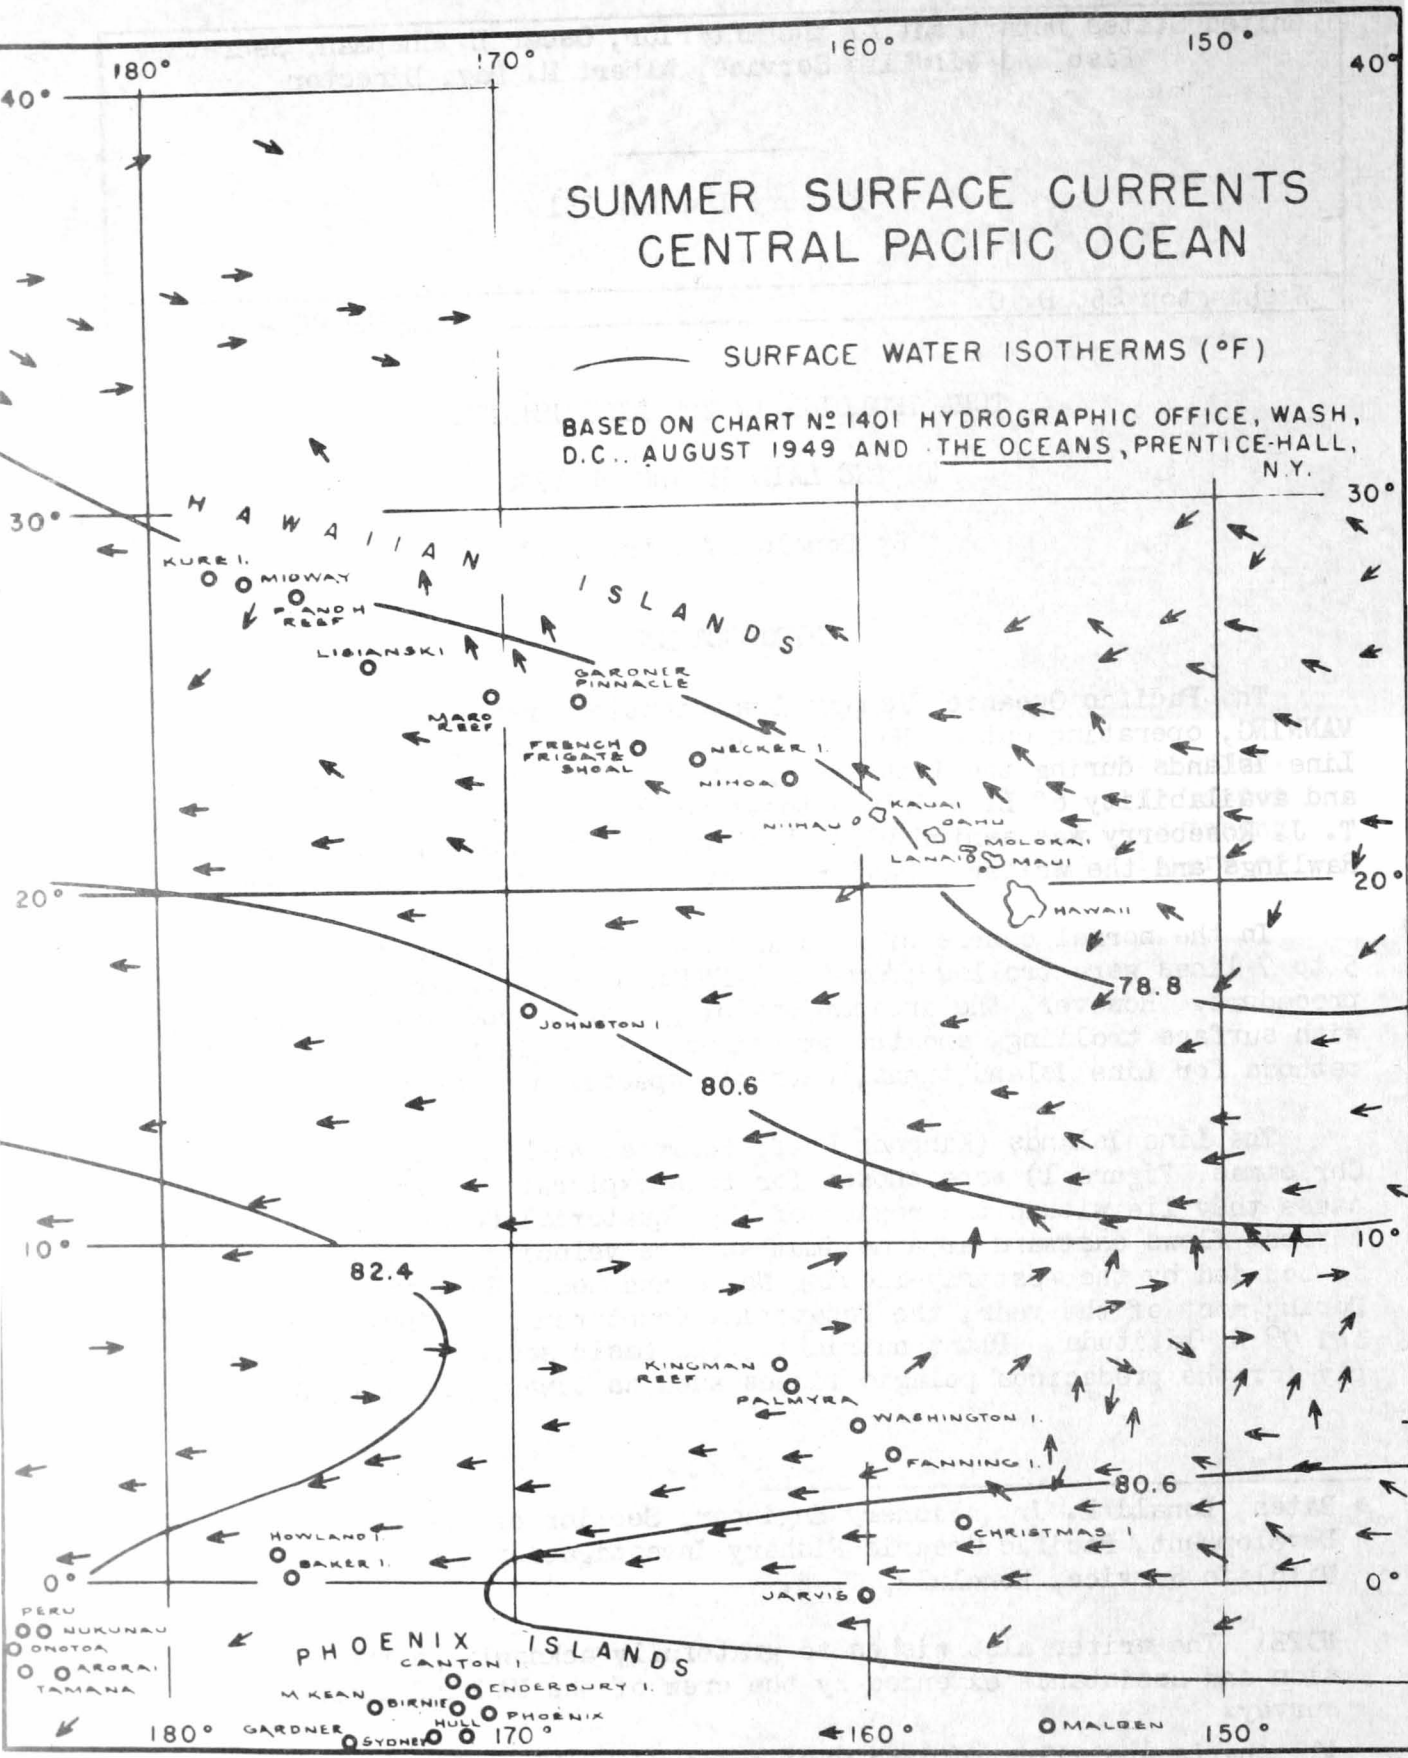 180°
170°
160°
150°
40°
40°
SUMMER SURFACE CURRENTS
CENTRAL PACIFIC OCEAN
SURFACE WATER ISOTHERMS (°F)
BASED ON CHART Nº 1401 HYDROGRAPHIC OFFICE, WASH,
D.C.. AUGUST 1949 AND THE OCEANS, PRENTICE-HALL,
N.Y.
30°
30°
HAWAIIAN ISLANDS
KURE I.
MIDWAY
P. AND H
REEF
LISIANSKI
GARDNER
PINNACLE
MARO
REEF
FRENCH
FRIGATE
SHOAL
NECKER I.
NIHOA
KAUAI
NIIHAU
OAHU
MOLOKAI
LANAI
MAUI
20°
20°
HAWAII
78.8
JOHNSTON I
80.6
10°
10°
82.4
KINGMAN
REEF
PALMYRA
WASHINGTON I.
FANNING I.
80.6
CHRISTMAS I
HOWLAND I.
BAKER I.
0°
0°
JARVIS
PERU
NUKUNAU
ONOTOA
ARORAI
TAMANA
PHOENIX ISLANDS
CANTON I.
ENDERBURY I.
M KEAN
BIRNIE
PHOENIX
GARDNER
HULL
SYDNEY
MALDEN
180°
170°
160°
150°